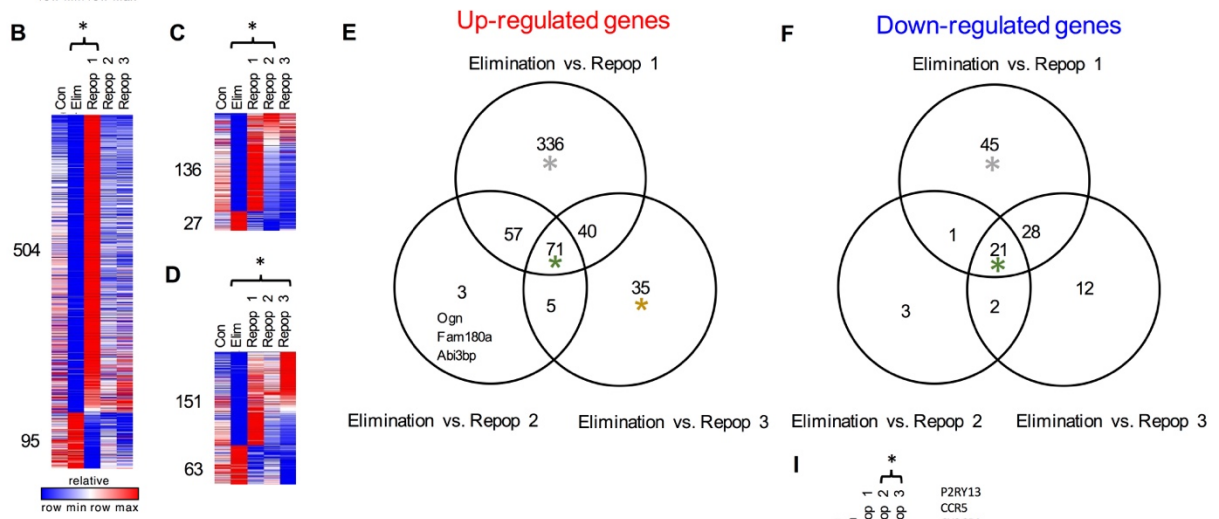 B
*
Con
Elim
Repop 1
Repop 2
Repop 3
504
95
relative
row min row max
C
*
Con
Elim
Repop 1
Repop 2
Repop 3
136
27
D
*
Con
Elim
Repop 1
Repop 2
Repop 3
151
63
E
Up-regulated genes
Elimination vs. Repop 1
336
*
57
71
40
*
3
5
35
*
Ogn
Fam180a
Abi3bp
Elimination vs. Repop 2
Elimination vs. Repop 3
F
Down-regulated genes
Elimination vs. Repop 1
45
*
1
21
28
*
3
2
12
Elimination vs. Repop 2
Elimination vs. Repop 3
I
*
P2RY13
CCR5